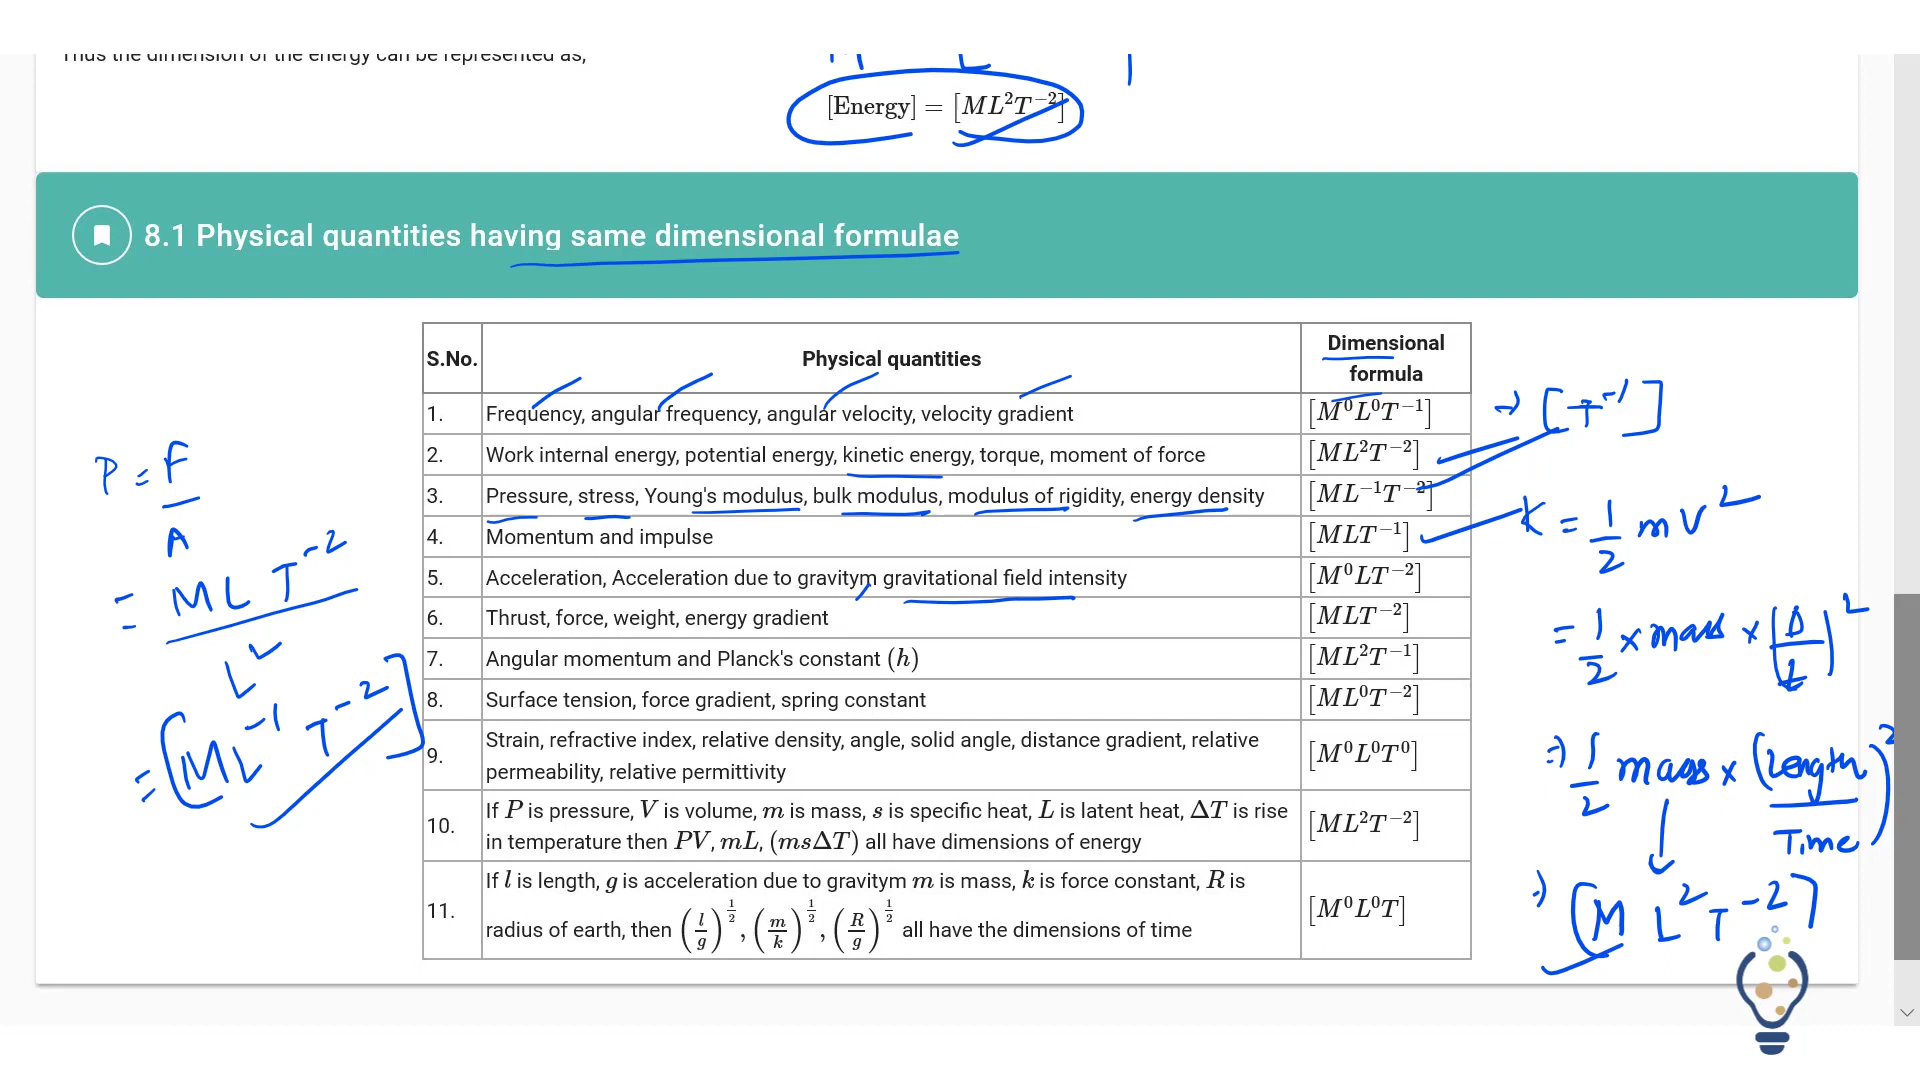 Thus the dimension of the energy can be represented as,
M L T
[Energy] = [ML²T⁻²]
8.1 Physical quantities having same dimensional formulae
S.No. Physical quantities Dimensional formula
1. Frequency, angular frequency, angular velocity, velocity gradient [M⁰L⁰T⁻¹]
2. Work internal energy, potential energy, kinetic energy, torque, moment of force [ML²T⁻²]
3. Pressure, stress, Young's modulus, bulk modulus, modulus of rigidity, energy density [ML⁻¹T⁻²]
4. Momentum and impulse [MLT⁻¹]
5. Acceleration, Acceleration due to gravitym gravitational field intensity [M⁰LT⁻²]
6. Thrust, force, weight, energy gradient [MLT⁻²]
7. Angular momentum and Planck's constant (h) [ML²T⁻¹]
8. Surface tension, force gradient, spring constant [ML⁰T⁻²]
9. Strain, refractive index, relative density, angle, solid angle, distance gradient, relative
permeability, relative permittivity [M⁰L⁰T⁰]
10. If P is pressure, V is volume, m is mass, s is specific heat, L is latent heat, ΔT is rise
in temperature then PV, mL, (msΔT) all have dimensions of energy [ML²T⁻²]
11. If l is length, g is acceleration due to gravitym m is mass, k is force constant, R is
radius of earth, then (l/g)^½, (m/k)^½, (R/g)^½ all have the dimensions of time [M⁰L⁰T]
P = F/A
= MLT⁻²/L²
= [ML⁻¹T⁻²]
⇒ [T⁻¹]
K = 1/2 mv²
= 1/2 × mass × (D/t)²
⇒ 1/2 mass × (Length/Time)²
⇒ [M L² T⁻²]